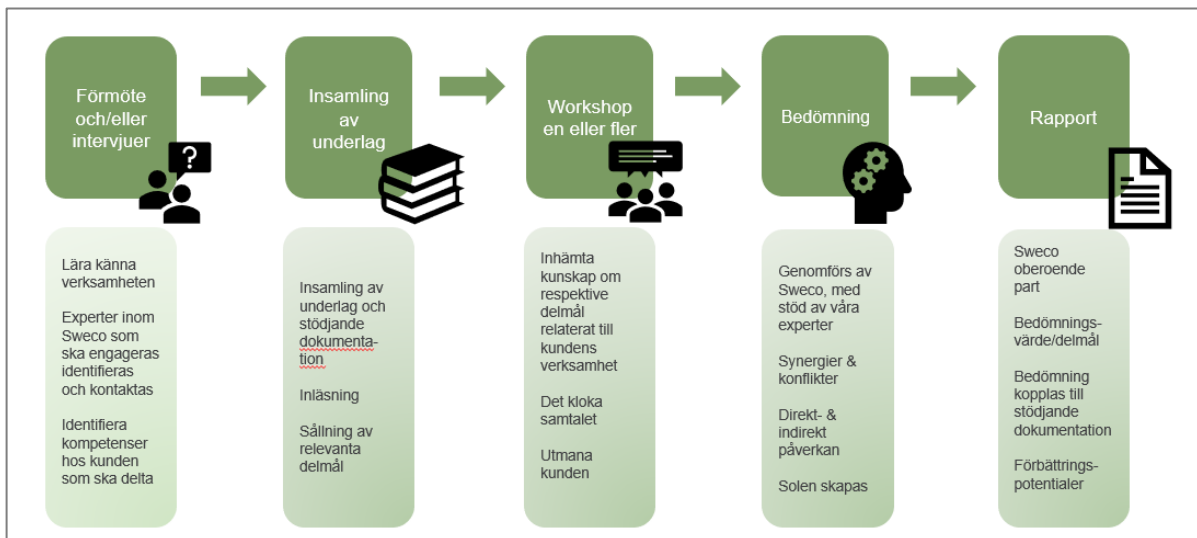 Förmöte
och/eller
intervjuer
?
Insamling
av
underlag
Workshop
en eller fler
Bedömning
Rapport
Lära känna
verksamheten
Experter inom
Sweco som
ska engageras
identifieras
och kontaktas
Identifiera
kompetenser
hos kunden
som ska delta
Insamling av
underlag och
stödjande
dokumenta-
tion
Inläsning
Sållning av
relevanta
delmål
Inhämta
kunskap om
respektive
delmål
relaterat till
kundens
verksamhet
Det kloka
samtalet
Utmana
kunden
Genomförs av
Sweco, med
stöd av våra
experter
Synergier &
konflikter
Direkt- &
indirekt
påverkan
Solen skapas
Sweco
oberoende
part
Bedömnings-
värde/delmål
Bedömning
kopplas till
stödjande
dokumentation
Förbättrings-
potentialer